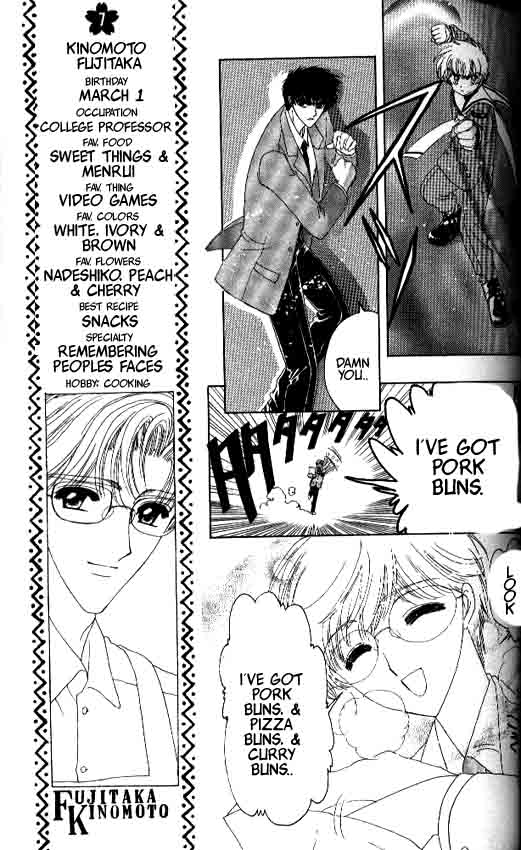 7
KINOMOTO
FUJITAKA
BIRTHDAY
MARCH 1
OCCUPATION
COLLEGE PROFESSOR
FAV. FOOD
SWEET THINGS &
MENRUI
FAV. THING
VIDEO GAMES
FAV. COLORS
WHITE, IVORY &
BROWN
FAV. FLOWERS
NADESHIKO, PEACH
& CHERRY
BEST RECIPE
SNACKS
SPECIALTY
REMEMBERING
PEOPLES FACES
HOBBY: COOKING
FUJITAKA
KINOMOTO
DAMN
YOU..
I'VE GOT
PORK
BUNS.
AAAAAAA
LOOK
I'VE GOT
PORK
BUNS, &
PIZZA
BUNS, &
CURRY
BUNS..